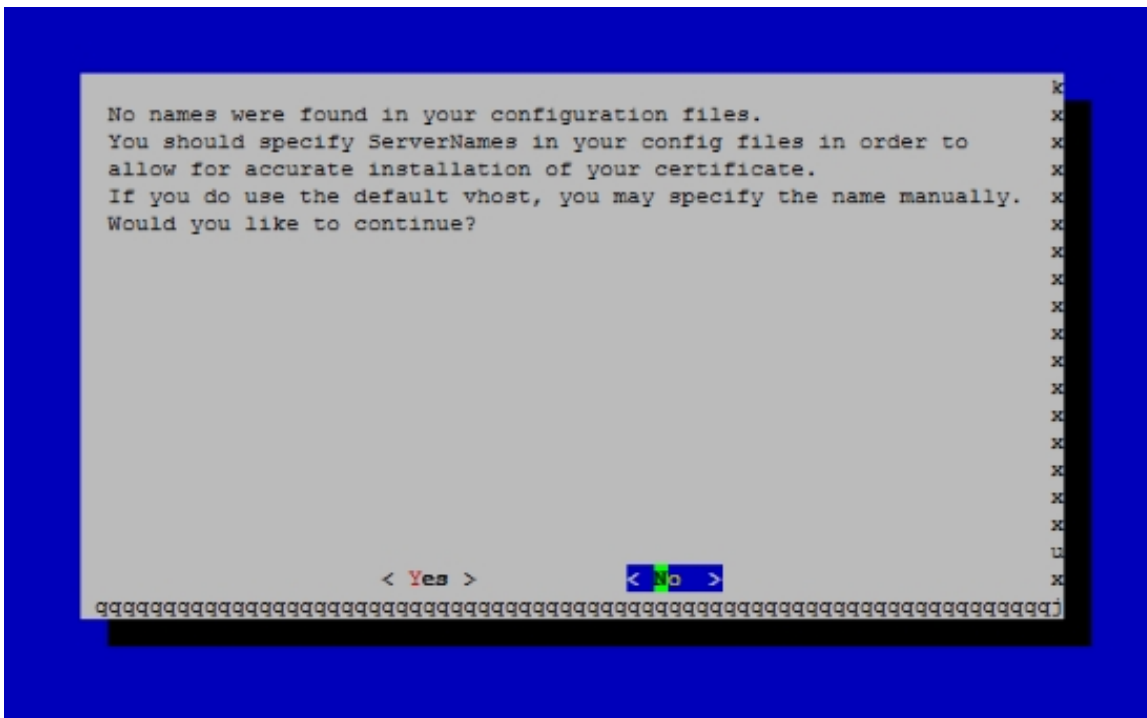 k
No names were found in your configuration files. x
You should specify ServerNames in your config files in order to x
allow for accurate installation of your certificate. x
If you do use the default vhost, you may specify the name manually. x
Would you like to continue? x
x
x
x
x
x
x
x
x
x
x
x
u
< Yes > < No > x
qqqqqqqqqqqqqqqqqqqqqqqqqqqqqqqqqqqqqqqqqqqqqqqqqqqqqqqqqqqqqqqqqqqqqqj